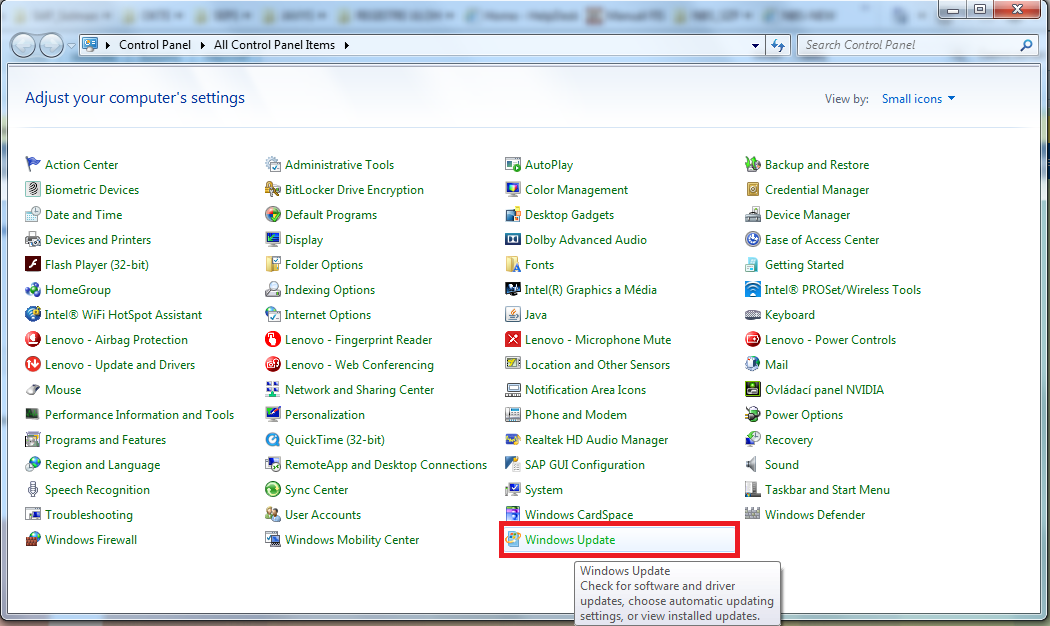 Control Panel All Control Panel Items
Search Control Panel
Adjust your computer's settings
View by: Small icons
Action Center Administrative Tools AutoPlay Backup and Restore
Biometric Devices BitLocker Drive Encryption Color Management Credential Manager
Date and Time Default Programs Desktop Gadgets Device Manager
Devices and Printers Display Dolby Advanced Audio Ease of Access Center
Flash Player (32-bit) Folder Options Fonts Getting Started
HomeGroup Indexing Options Intel(R) Graphics a Média Intel® PROSet/Wireless Tools
Intel® WiFi HotSpot Assistant Internet Options Java Keyboard
Lenovo - Airbag Protection Lenovo - Fingerprint Reader Lenovo - Microphone Mute Lenovo - Power Controls
Lenovo - Update and Drivers Lenovo - Web Conferencing Location and Other Sensors Mail
Mouse Network and Sharing Center Notification Area Icons Ovládací panel NVIDIA
Performance Information and Tools Personalization Phone and Modem Power Options
Programs and Features QuickTime (32-bit) Realtek HD Audio Manager Recovery
Region and Language RemoteApp and Desktop Connections SAP GUI Configuration Sound
Speech Recognition Sync Center System Taskbar and Start Menu
Troubleshooting User Accounts Windows CardSpace Windows Defender
Windows Firewall Windows Mobility Center Windows Update
Windows Update
Check for software and driver
updates, choose automatic updating
settings, or view installed updates.